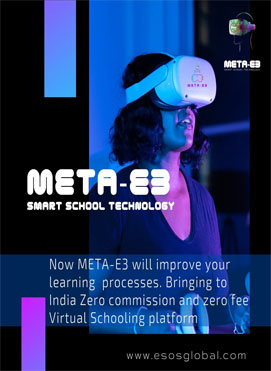 META-E3
META-E3
SMART SCHOOL TECHNOLOGY
Now META-E3 will improve your
learning processes. Bringing to
India Zero commission and zero fee
Virtual Schooling platform
www.esosglobal.com